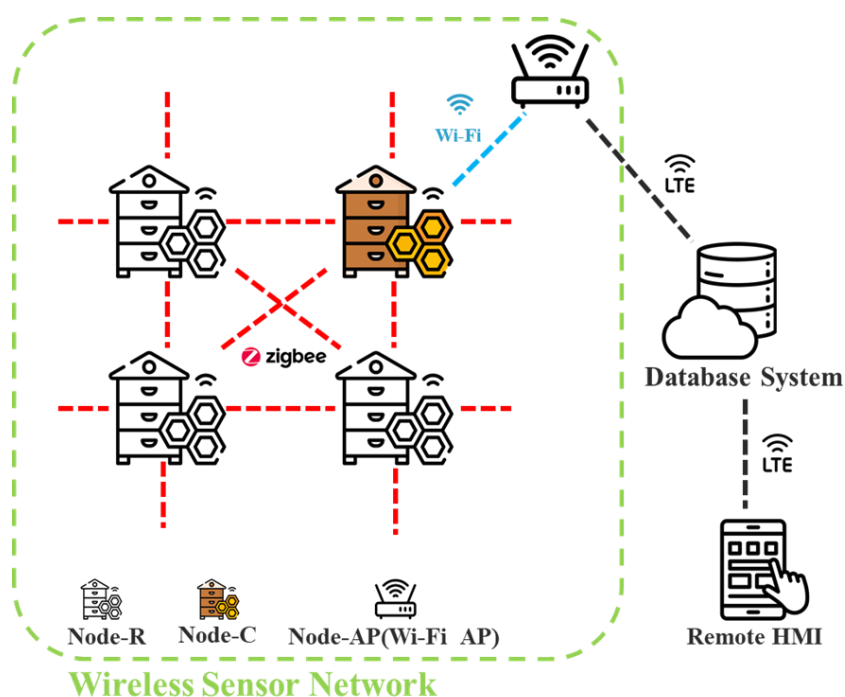 Wi-Fi
LTE
zigbee
Database System
LTE
Node-R
Node-C
Node-AP(Wi-Fi AP)
Remote HMI
Wireless Sensor Network